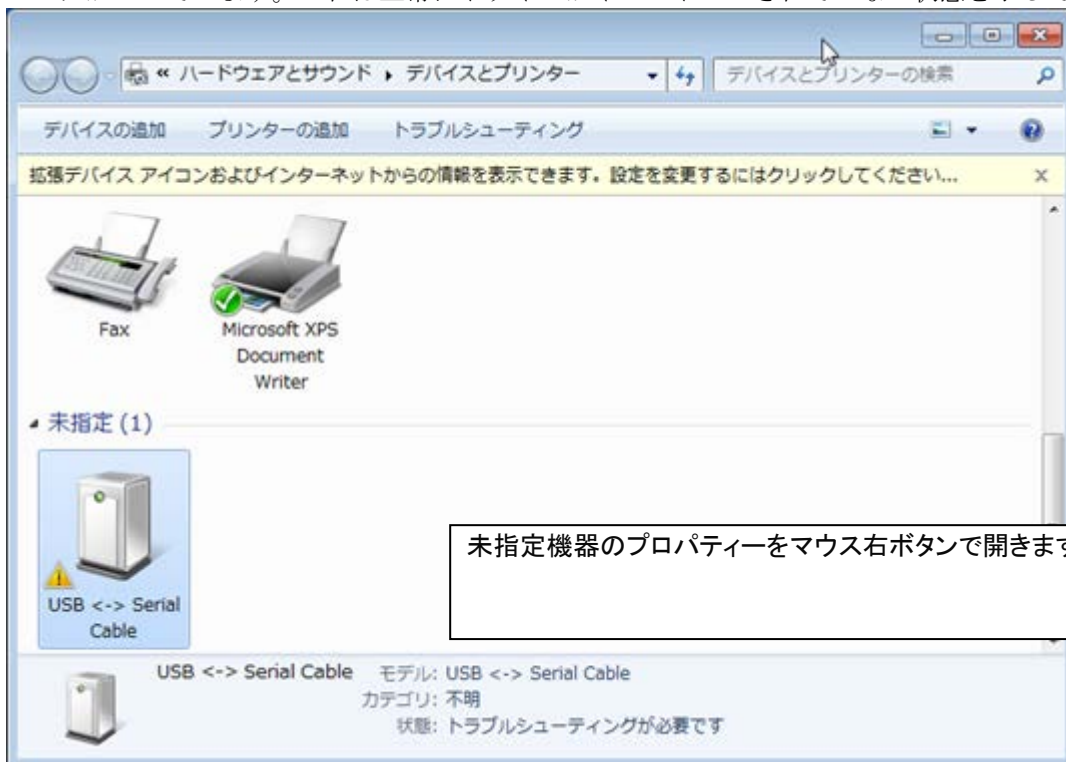 « ハードウェアとサウンド ▸ デバイスとプリンター
デバイスとプリンターの検索
デバイスの追加 プリンターの追加 トラブルシューティング
拡張デバイス アイコンおよびインターネットからの情報を表示できます。設定を変更するにはクリックしてください...
Fax
Microsoft XPS
Document
Writer
未指定 (1)
未指定機器のプロパティーをマウス右ボタンで開きます
USB <-> Serial
Cable
USB <-> Serial Cable モデル: USB <-> Serial Cable
カテゴリ: 不明
状態: トラブルシューティングが必要です